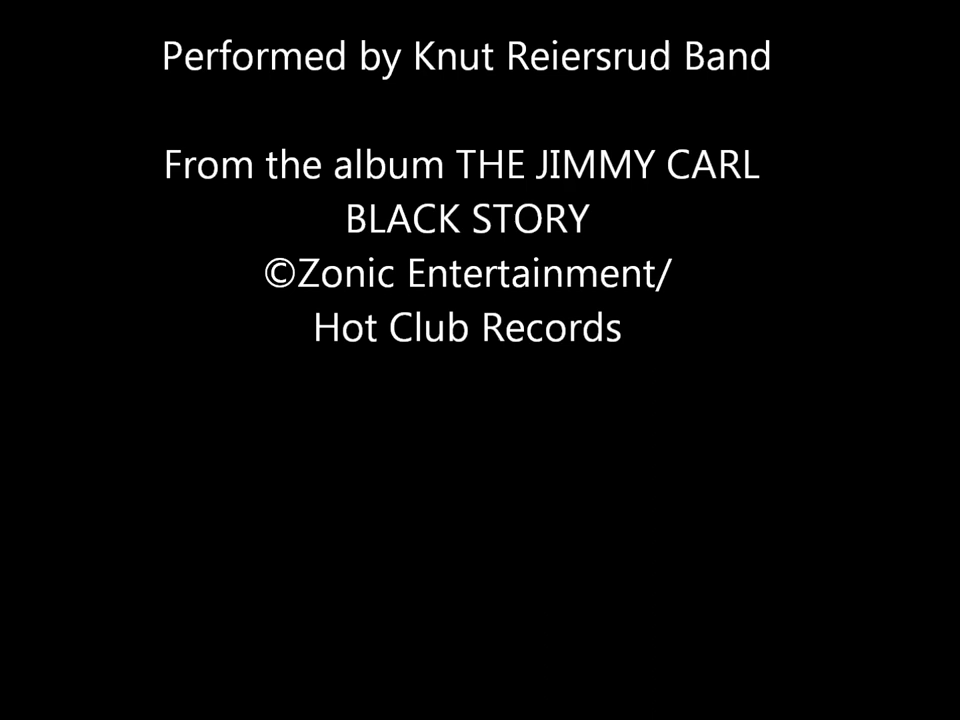 Performed by Knut Reiersrud Band
From the album THE JIMMY CARL
BLACK STORY
©Zonic Entertainment/
Hot Club Records